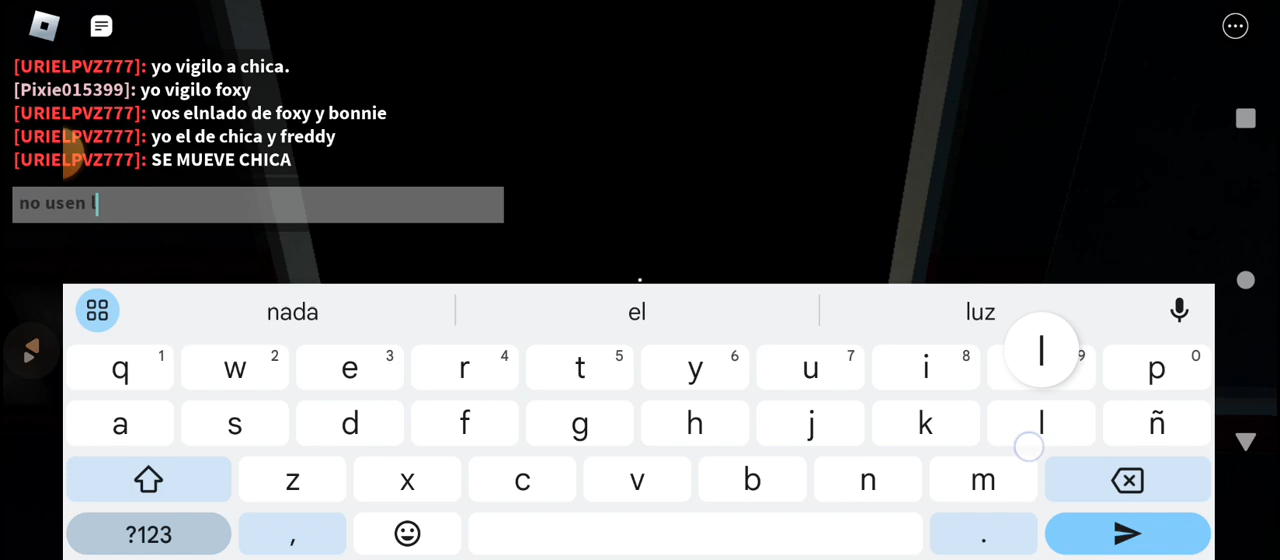 [URIELPVZ777]: yo vigilo a chica.
[Pixie015399]: yo vigilo foxy
[URIELPVZ777]: vos elnlado de foxy y bonnie
[URIELPVZ777]: yo el de chica y freddy
[URIELPVZ777]: SE MUEVE CHICA
no usen l
nada el luz
l
q 1 w 2 e 3 r 4 t 5 y 6 u 7 i 8 9 p 0
a s d f g h j k l ñ
z x c v b n m
?123 , .